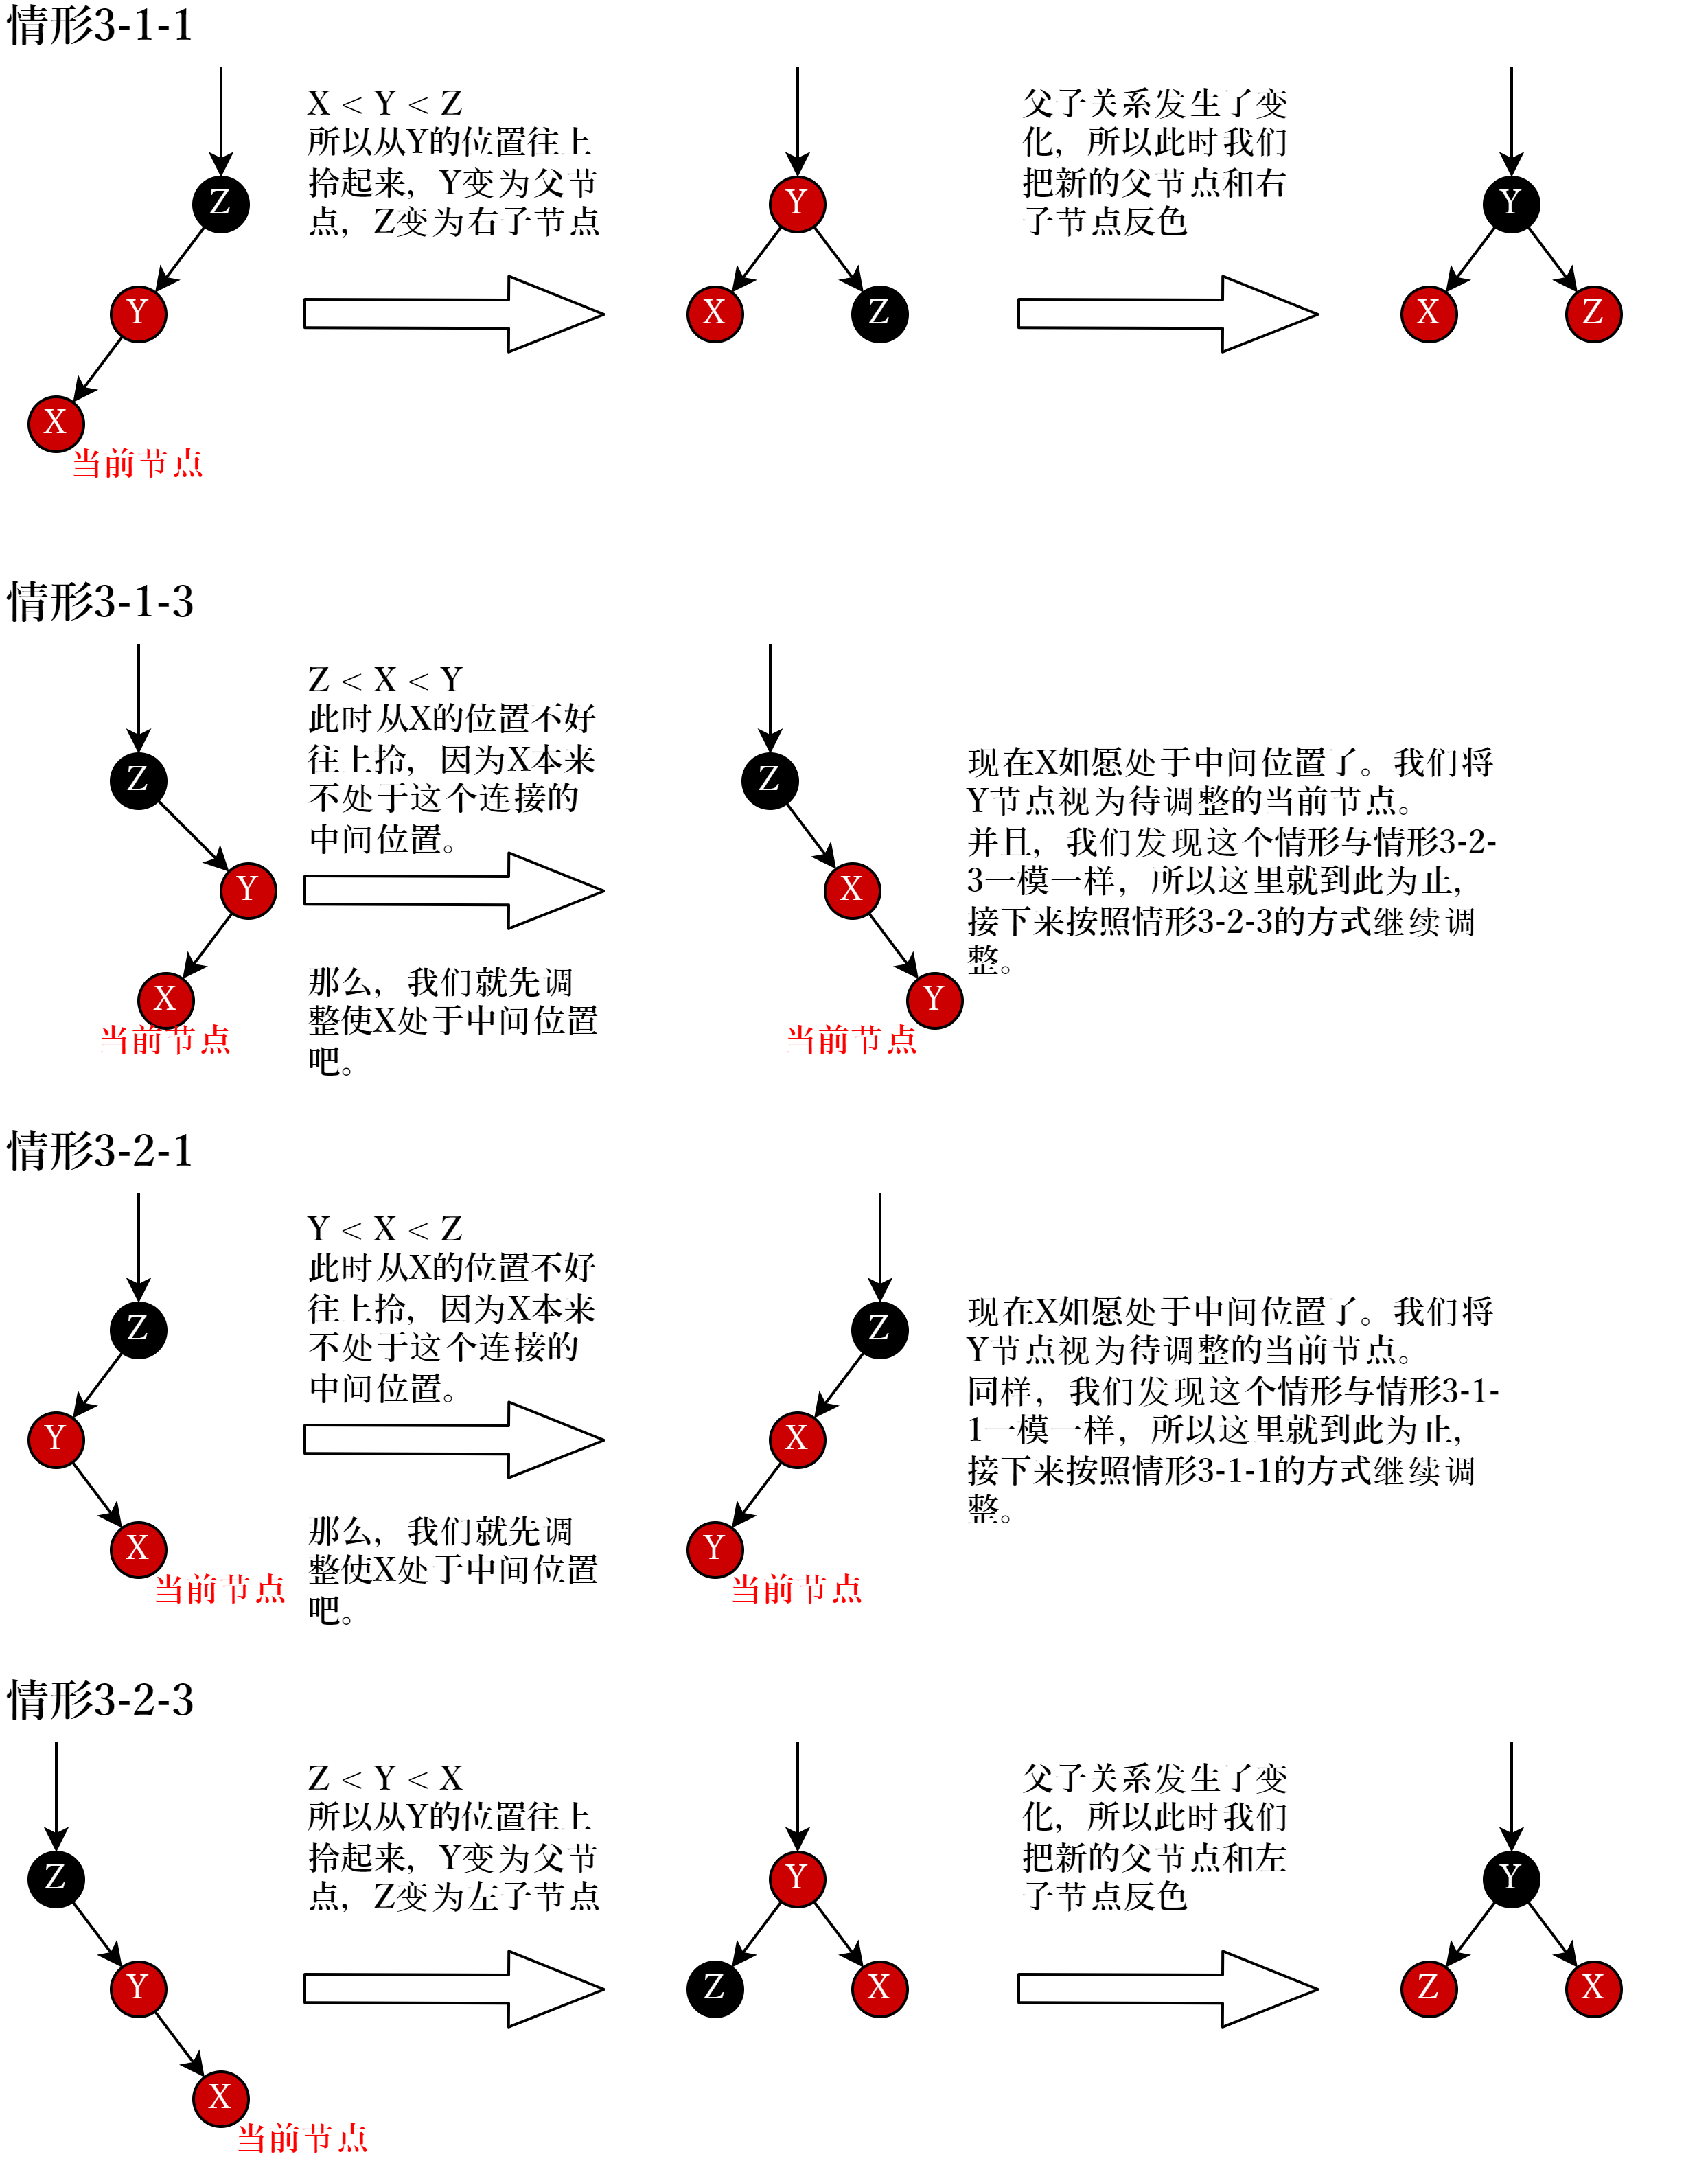 情形3-1-1
X < Y < Z
所以从Y的位置往上
拎起来，Y变为父节
点，Z变为右子节点
父子关系发生了变
化，所以此时我们
把新的父节点和右
子节点反色
Z
Y
X
当前节点
Y
X
Z
Y
X
Z
情形3-1-3
Z < X < Y
此时从X的位置不好
往上拎，因为X本来
不处于这个连接的
中间位置。
那么，我们就先调
整使X处于中间位置
吧。
Z
Y
X
当前节点
Z
X
Y
当前节点
现在X如愿处于中间位置了。我们将
Y节点视为待调整的当前节点。
并且，我们发现这个情形与情形3-2-
3一模一样，所以这里就到此为止，
接下来按照情形3-2-3的方式继续调
整。
情形3-2-1
Y < X < Z
此时从X的位置不好
往上拎，因为X本来
不处于这个连接的
中间位置。
那么，我们就先调
整使X处于中间位置
吧。
Z
Y
X
当前节点
Z
X
Y
当前节点
现在X如愿处于中间位置了。我们将
Y节点视为待调整的当前节点。
同样，我们发现这个情形与情形3-1-
1一模一样，所以这里就到此为止，
接下来按照情形3-1-1的方式继续调
整。
情形3-2-3
Z < Y < X
所以从Y的位置往上
拎起来，Y变为父节
点，Z变为左子节点
父子关系发生了变
化，所以此时我们
把新的父节点和左
子节点反色
Z
Y
X
当前节点
Y
Z
X
Y
Z
X